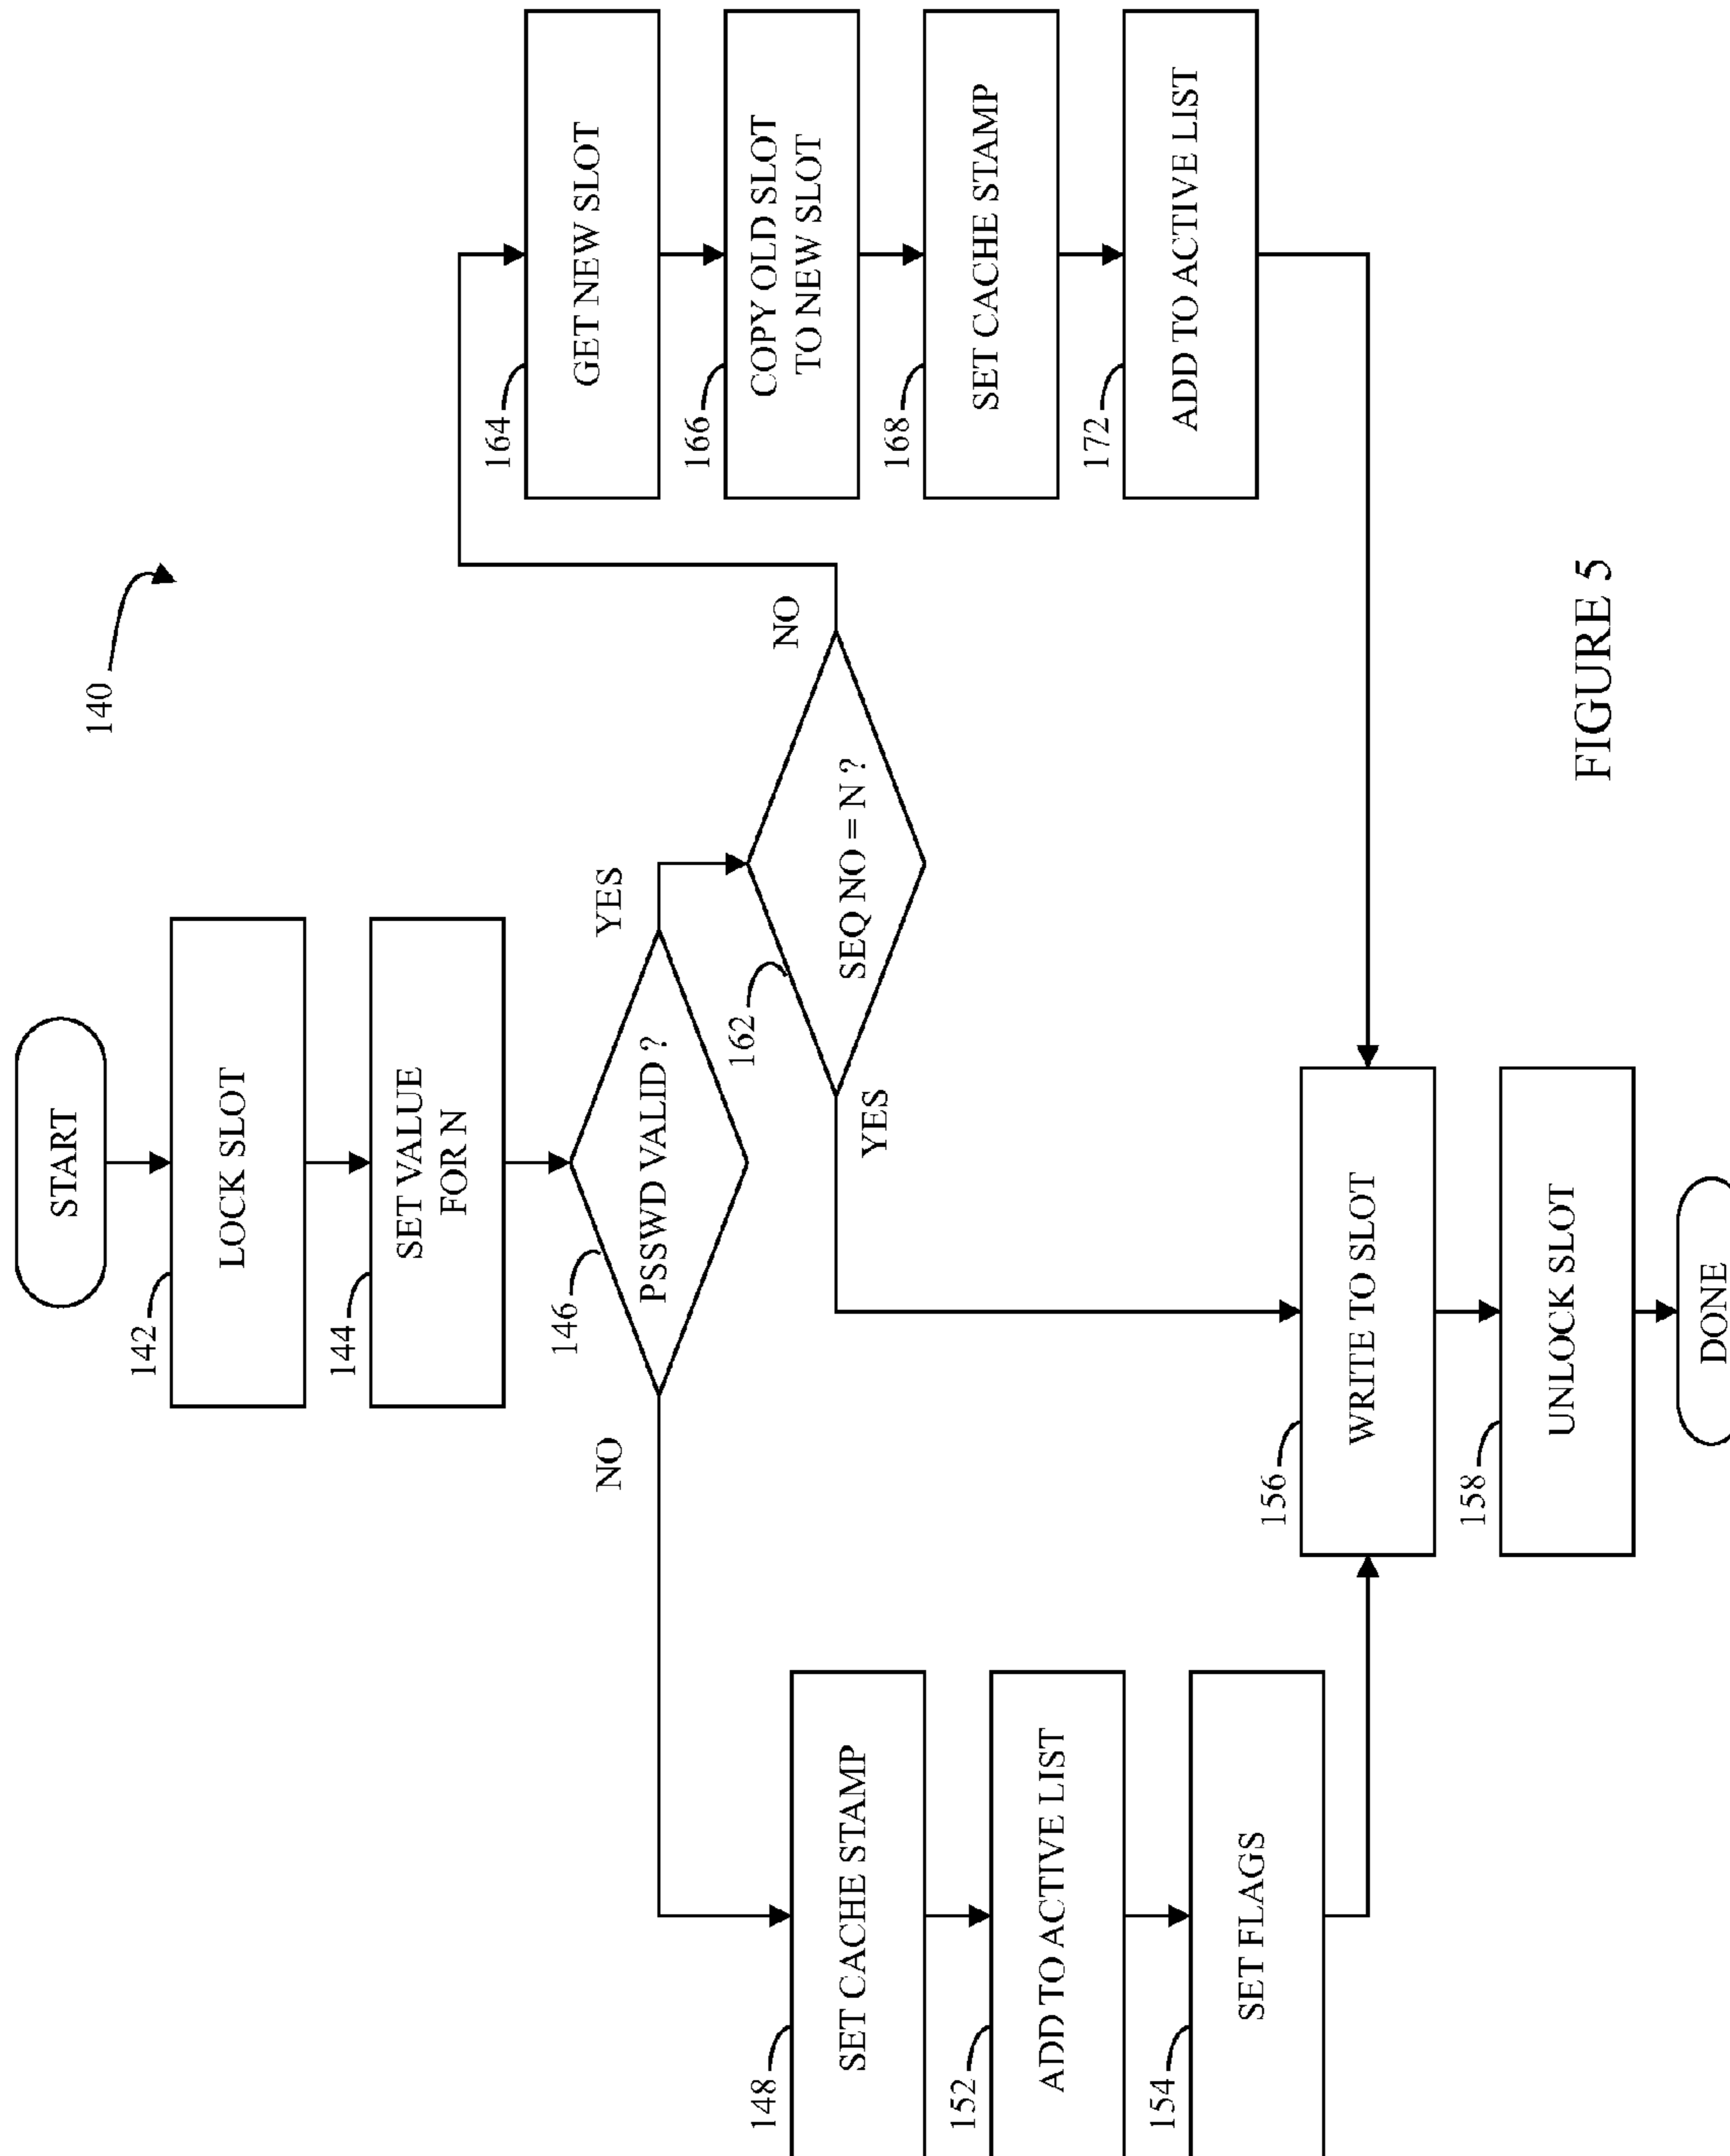 140
START
142
LOCK SLOT
144
SET VALUE
FOR N
146
PSSWD VALID ?
NO
YES
148
SET CACHE STAMP
152
ADD TO ACTIVE LIST
154
SET FLAGS
162
SEQ NO = N ?
YES
NO
164
GET NEW SLOT
166
COPY OLD SLOT
TO NEW SLOT
168
SET CACHE STAMP
172
ADD TO ACTIVE LIST
156
WRITE TO SLOT
158
UNLOCK SLOT
DONE
FIGURE 5